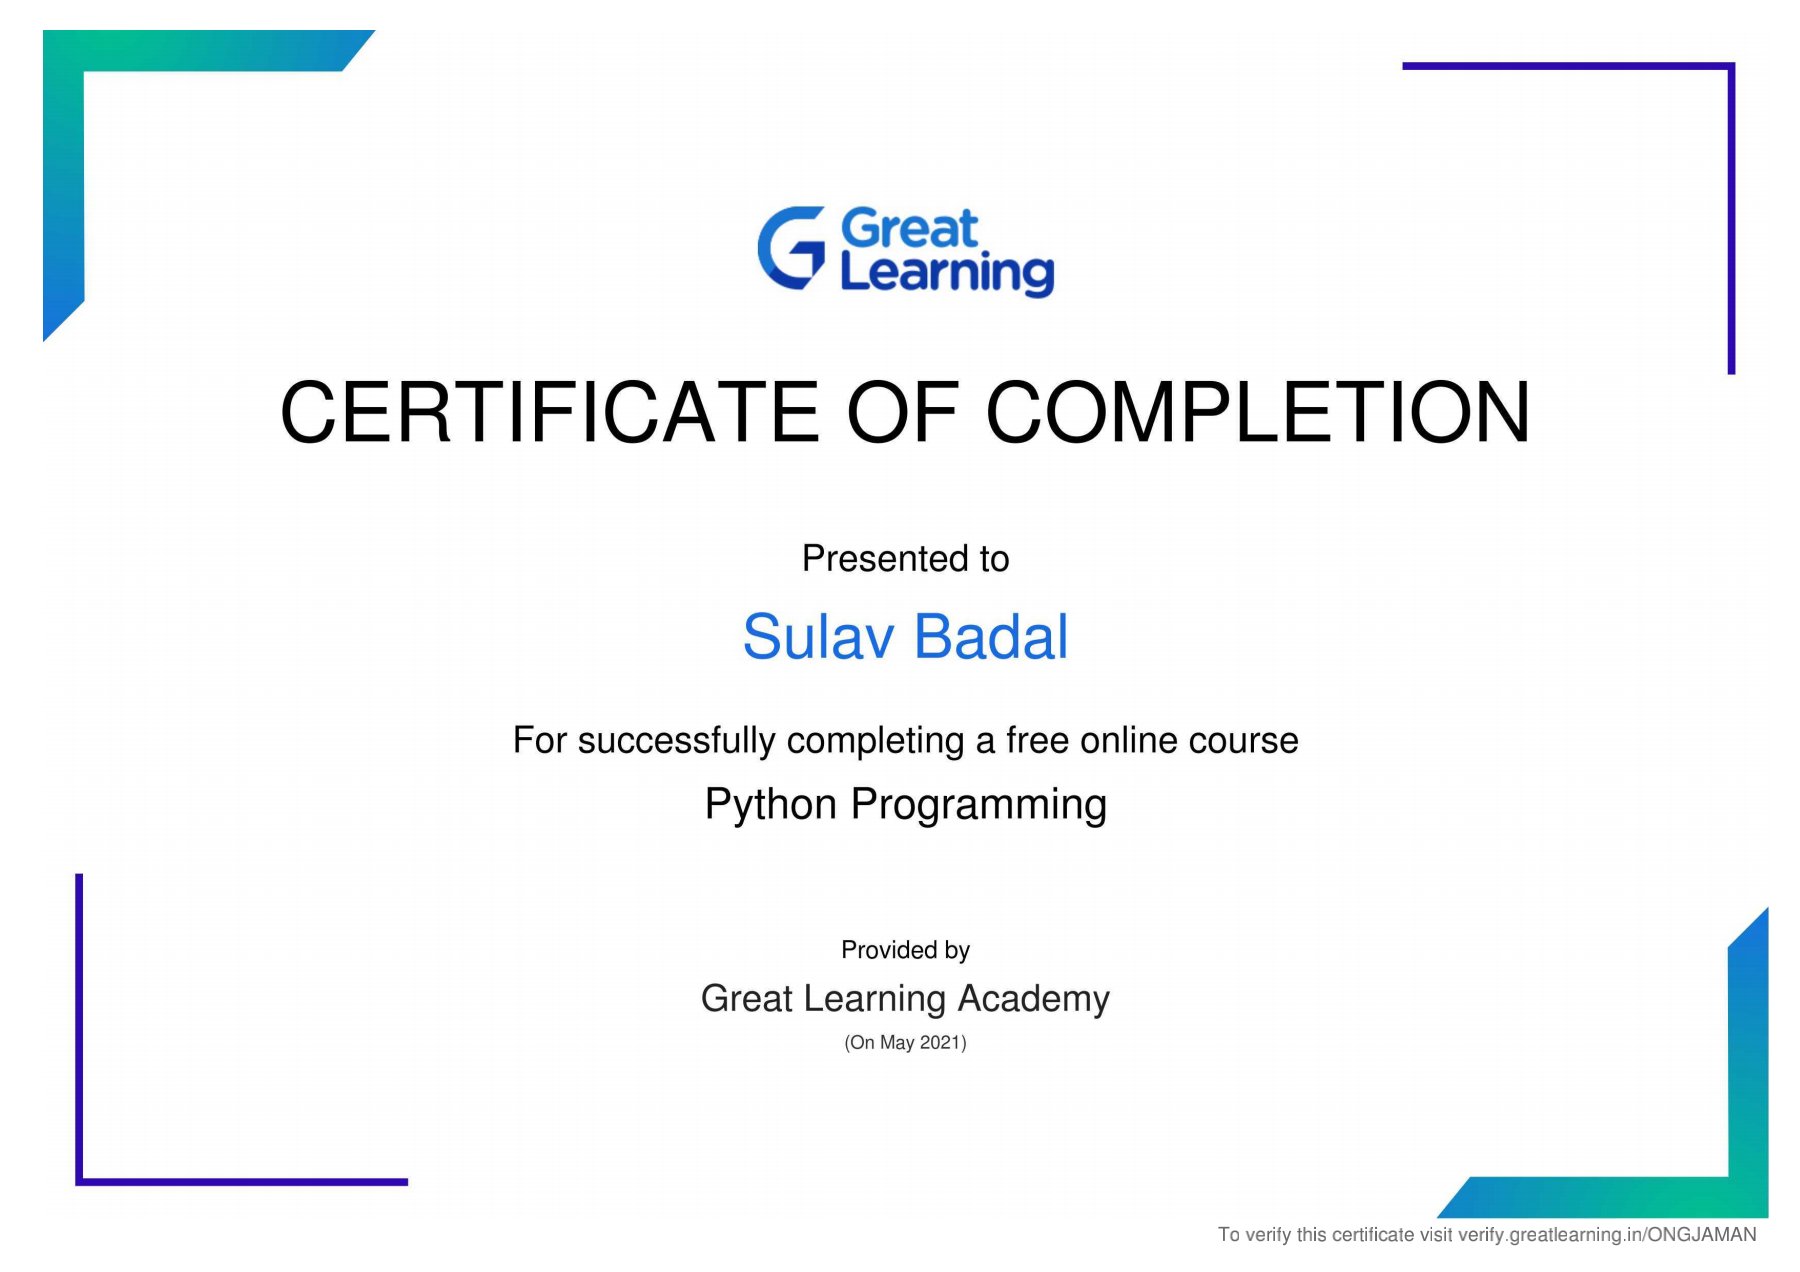 Great
Learning
CERTIFICATE OF COMPLETION
Presented to
Sulav Badal
For successfully completing a free online course
Python Programming
Provided by
Great Learning Academy
(On May 2021)
To verify this certificate visit verify.greatlearning.in/ONGJAMAN